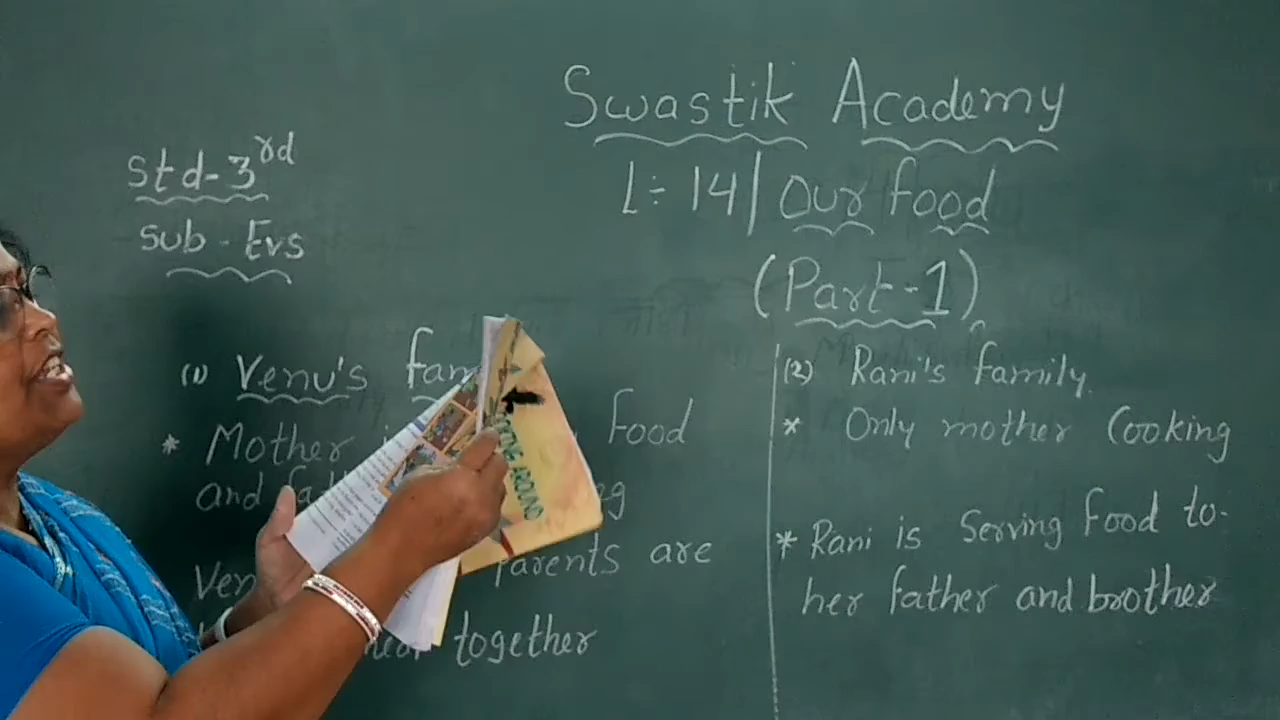 Swastik Academy
Std-3rd
L÷ 14| Our food
sub - Evs
(Part-1)
(1) Venu's
* Mother food
and
parents are
together
(2) Rani's family.
* Only mother Cooking
* Rani is Serving food to-
her father and brother
AROUND